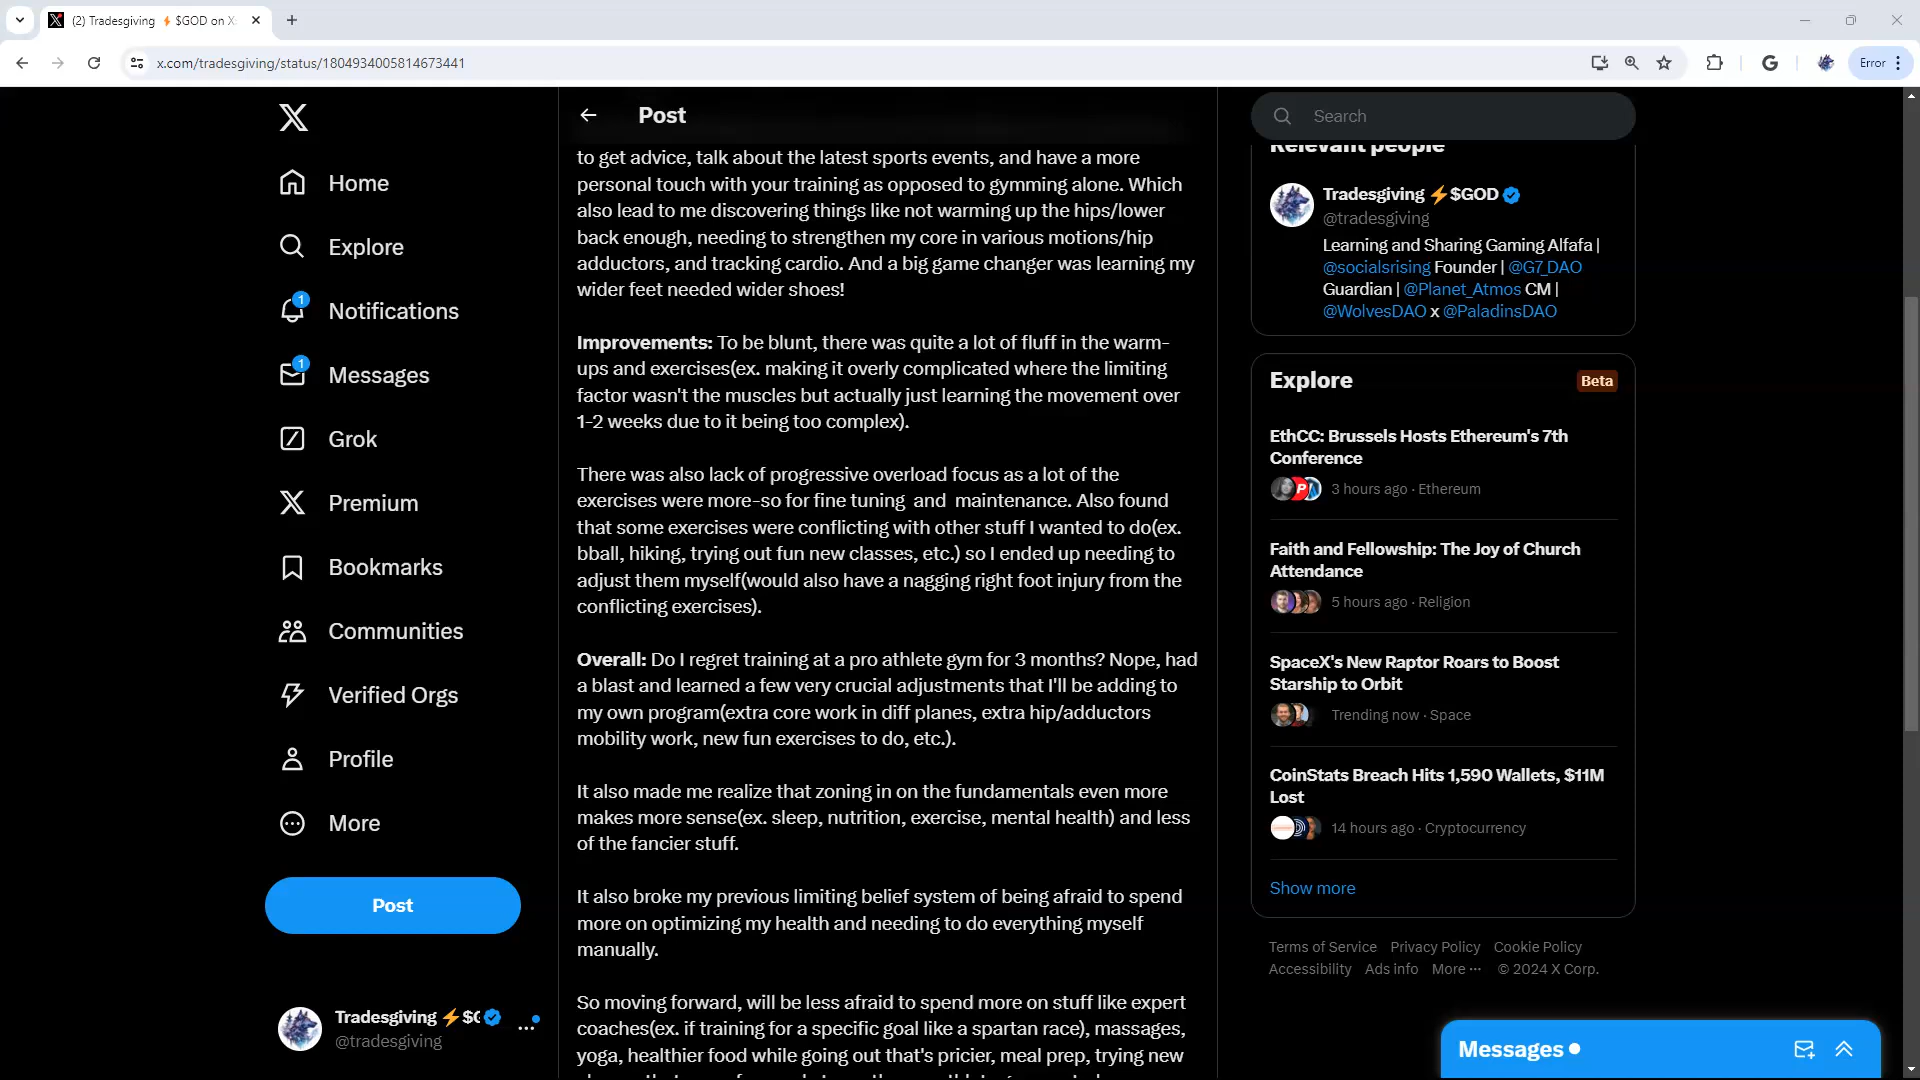 (2) Tradesgiving ⚡ $GOD on X
x.com/tradesgiving/status/1804934005814673441
Error
Home
Explore
1
Notifications
1
Messages
Grok
Premium
Bookmarks
Communities
Verified Orgs
Profile
More
Post
Tradesgiving ⚡$G
@tradesgiving
Post
to get advice, talk about the latest sports events, and have a more
personal touch with your training as opposed to gymming alone. Which
also lead to me discovering things like not warming up the hips/lower
back enough, needing to strengthen my core in various motions/hip
adductors, and tracking cardio. And a big game changer was learning my
wider feet needed wider shoes!
Improvements: To be blunt, there was quite a lot of fluff in the warm-
ups and exercises(ex. making it overly complicated where the limiting
factor wasn't the muscles but actually just learning the movement over
1-2 weeks due to it being too complex).
There was also lack of progressive overload focus as a lot of the
exercises were more-so for fine tuning  and  maintenance. Also found
that some exercises were conflicting with other stuff I wanted to do(ex.
bball, hiking, trying out fun new classes, etc.) so I ended up needing to
adjust them myself(would also have a nagging right foot injury from the
conflicting exercises).
Overall: Do I regret training at a pro athlete gym for 3 months? Nope, had
a blast and learned a few very crucial adjustments that I'll be adding to
my own program(extra core work in diff planes, extra hip/adductors
mobility work, new fun exercises to do, etc.).
It also made me realize that zoning in on the fundamentals even more
makes more sense(ex. sleep, nutrition, exercise, mental health) and less
of the fancier stuff.
It also broke my previous limiting belief system of being afraid to spend
more on optimizing my health and needing to do everything myself
manually.
So moving forward, will be less afraid to spend more on stuff like expert
coaches(ex. if training for a specific goal like a spartan race), massages,
yoga, healthier food while going out that's pricier, meal prep, trying new
Search
Relevant people
Tradesgiving ⚡$GOD
@tradesgiving
Learning and Sharing Gaming Alfafa |
@socialsrising Founder | @G7_DAO
Guardian | @Planet_Atmos CM |
@WolvesDAO x @PaladinsDAO
Explore
Beta
EthCC: Brussels Hosts Ethereum's 7th
Conference
3 hours ago · Ethereum
Faith and Fellowship: The Joy of Church
Attendance
5 hours ago · Religion
SpaceX's New Raptor Roars to Boost
Starship to Orbit
Trending now · Space
CoinStats Breach Hits 1,590 Wallets, $11M
Lost
14 hours ago · Cryptocurrency
Show more
Terms of Service Privacy Policy Cookie Policy
Accessibility Ads info More ··· © 2024 X Corp.
Messages